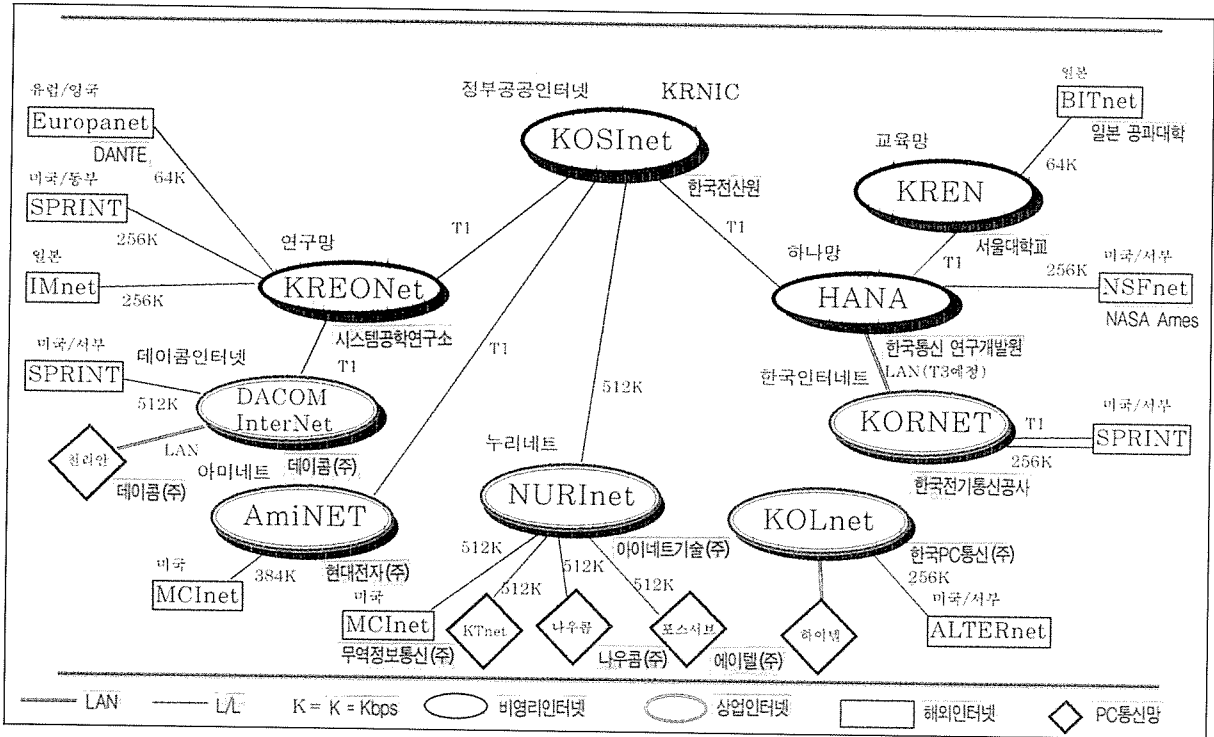 정부공공인터넷 KRNIC
KOSInet
한국전산원
유럽/영국
Europanet
DANTE
64K
미국/동부
SPRINT
256K
일본
IMnet
256K
연구망
KREONet
시스템공학연구소
T1
T1
T1
512K
T1
일본
BITnet
일본 공과대학
64K
교육망
KREN
서울대학교
T1
하나망
HANA
한국통신 연구개발원
256K
미국/서부
NSFnet
NASA Ames
LAN(T3예정)
한국인터네트
KORNET
한국전기통신공사
T1
256K
미국/서부
SPRINT
미국/서부
SPRINT
512K
데이콤인터넷
DACOM
InterNet
데이콤(주)
LAN
천리안
데이콤(주)
아미네트
AmiNET
현대전자(주)
384K
미국
MCInet
누리네트
NURInet
아이네트기술(주)
512K
512K
512K
512K
미국
MCInet
무역정보통신(주)
KTnet
나우콤
나우콤(주)
포스서브
에이텔(주)
KOLnet
한국PC통신(주)
256K
하이텔
미국/서부
ALTERnet
LAN
L/L
K = K = Kbps
비영리인터넷
상업인터넷
해외인터넷
PC통신망